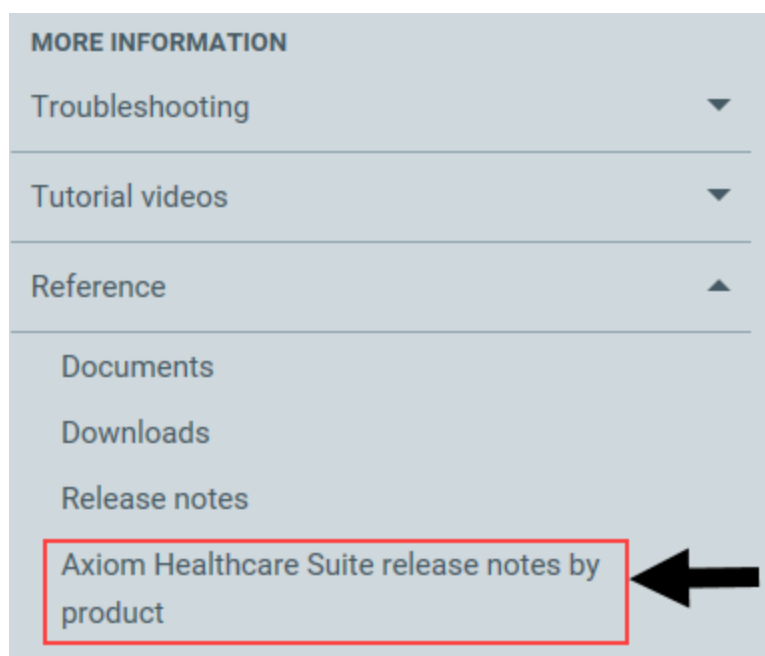 MORE INFORMATION
Troubleshooting
Tutorial videos
Reference
Documents
Downloads
Release notes
Axiom Healthcare Suite release notes by
product